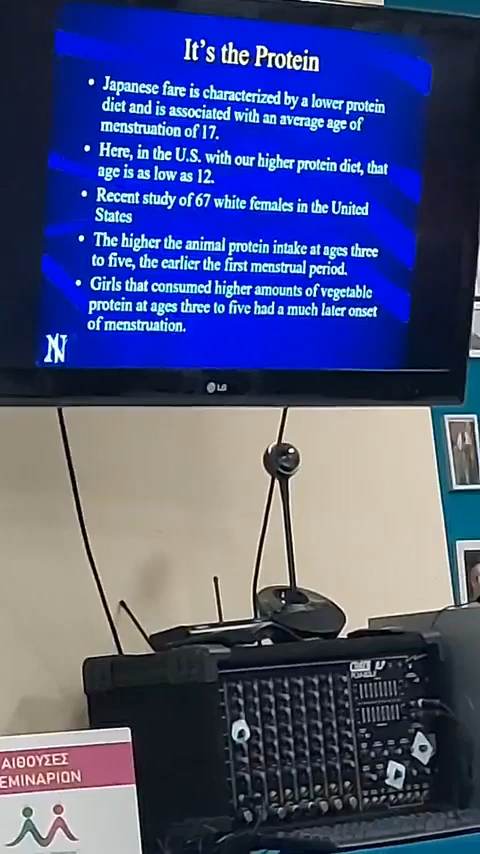 It's the Protein
• Japanese fare is characterized by a lower protein
diet and is associated with an average age of
menstruation of 17.
• Here, in the U.S. with our higher protein diet, that
age is as low as 12.
• Recent study of 67 white females in the United
States
• The higher the animal protein intake at ages three
to five, the earlier the first menstrual period.
• Girls that consumed higher amounts of vegetable
protein at ages three to five had a much later onset
of menstruation.
N
LG
ΑΙΘΟΥΣΕΣ
ΕΜΙΝΑΡΙΩΝ